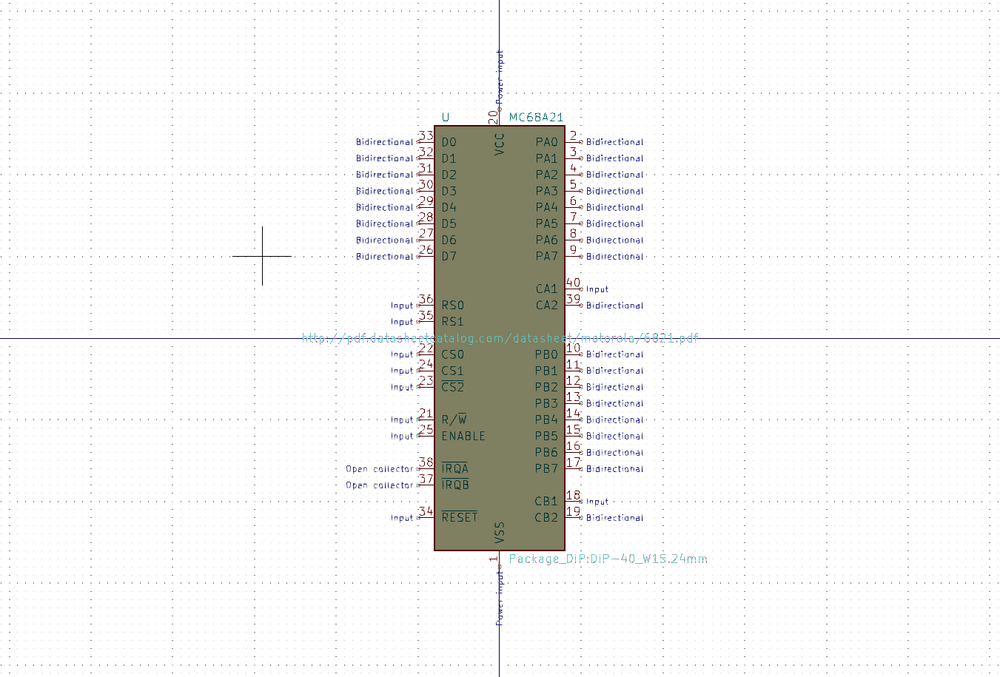 Power input
20
U MC68A21
VCC
Bidirectional 33 D0 PA0 2 Bidirectional
Bidirectional 32 D1 PA1 3 Bidirectional
Bidirectional 31 D2 PA2 4 Bidirectional
Bidirectional 30 D3 PA3 5 Bidirectional
Bidirectional 29 D4 PA4 6 Bidirectional
Bidirectional 28 D5 PA5 7 Bidirectional
Bidirectional 27 D6 PA6 8 Bidirectional
Bidirectional 26 D7 PA7 9 Bidirectional
CA1 40 Input
Input 36 RS0 CA2 39 Bidirectional
Input 35 RS1
http://pdf.datasheetcatalog.com/datasheet/motorola/6821.pdf
Input 22 CS0 PB0 10 Bidirectional
Input 24 CS1 PB1 11 Bidirectional
Input 23 CS2 PB2 12 Bidirectional
PB3 13 Bidirectional
Input 21 R/W PB4 14 Bidirectional
Input 25 ENABLE PB5 15 Bidirectional
PB6 16 Bidirectional
Open collector 38 IRQA PB7 17 Bidirectional
Open collector 37 IRQB
CB1 18 Input
Input 34 RESET CB2 19 Bidirectional
VSS
1
Package_DIP:DIP-40_W15.24mm
Power input